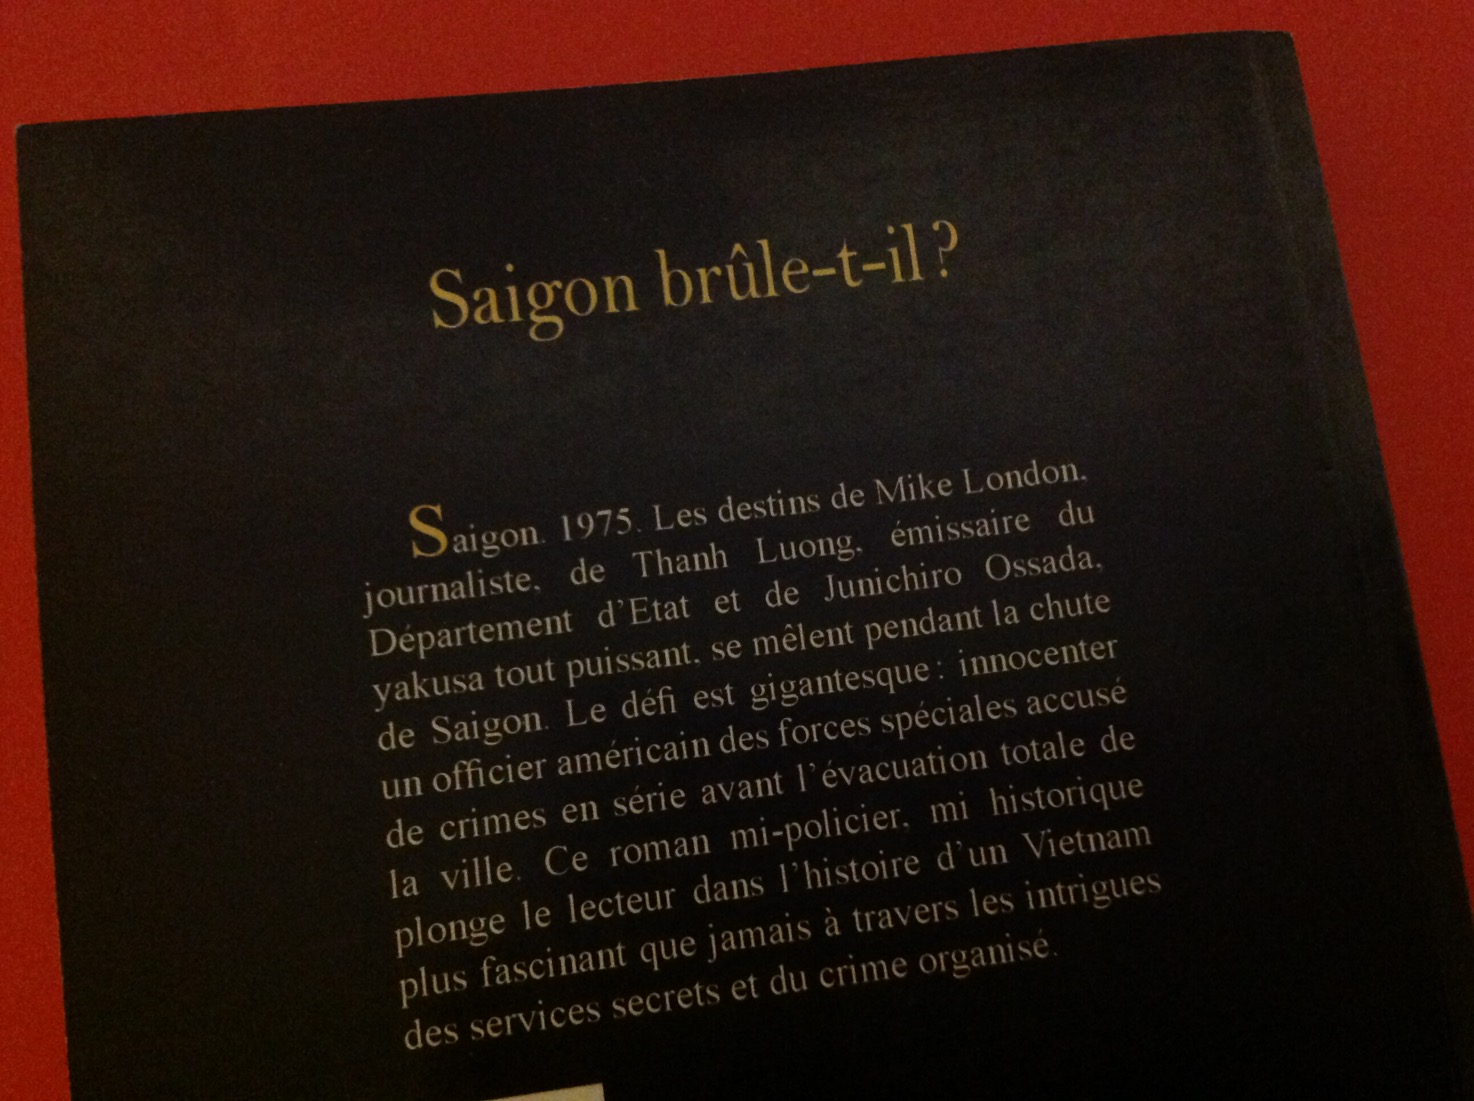 Saigon brûle-t-il ?
Saigon. 1975. Les destins de Mike London,
journaliste, de Thanh Luong, émissaire du
Département d'Etat et de Junichiro Ossada,
yakusa tout puissant, se mêlent pendant la chute
de Saigon. Le défi est gigantesque : innocenter
un officier américain des forces spéciales accusé
de crimes en série avant l'évacuation totale de
la ville. Ce roman mi-policier, mi historique
plonge le lecteur dans l'histoire d'un Vietnam
plus fascinant que jamais à travers les intrigues
des services secrets et du crime organisé.